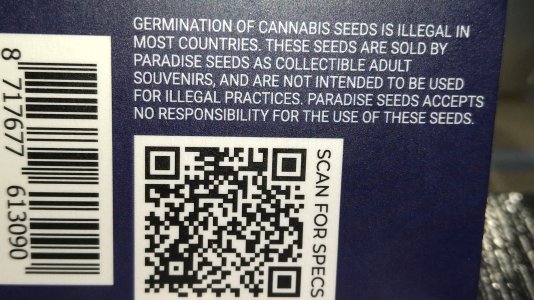 GERMINATION OF CANNABIS SEEDS IS ILLEGAL IN
MOST COUNTRIES. THESE SEEDS ARE SOLD BY
PARADISE SEEDS AS COLLECTIBLE ADULT
SOUVENIRS, AND ARE NOT INTENDED TO BE USED
FOR ILLEGAL PRACTICES. PARADISE SEEDS ACCEPTS
NO RESPONSIBILITY FOR THE USE OF THESE SEEDS.
8 717677 613090
SCAN FOR SPECS